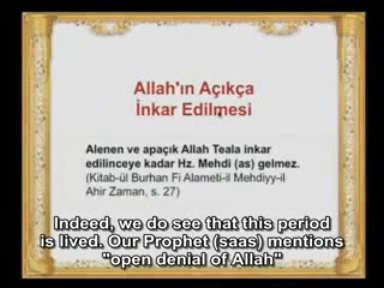 Allah'ın Açıkça
İnkar Edilmesi
Alenen ve apaçık Allah Teala inkar
edilinceye kadar Hz. Mehdi (as) gelmez.
(Kitab-ül Burhan Fi Alameti-il Mehdiyy-il
Ahir Zaman, s. 27)
Indeed, we do see that this period
is lived. Our Prophet (saas) mentions
"open denial of Allah"